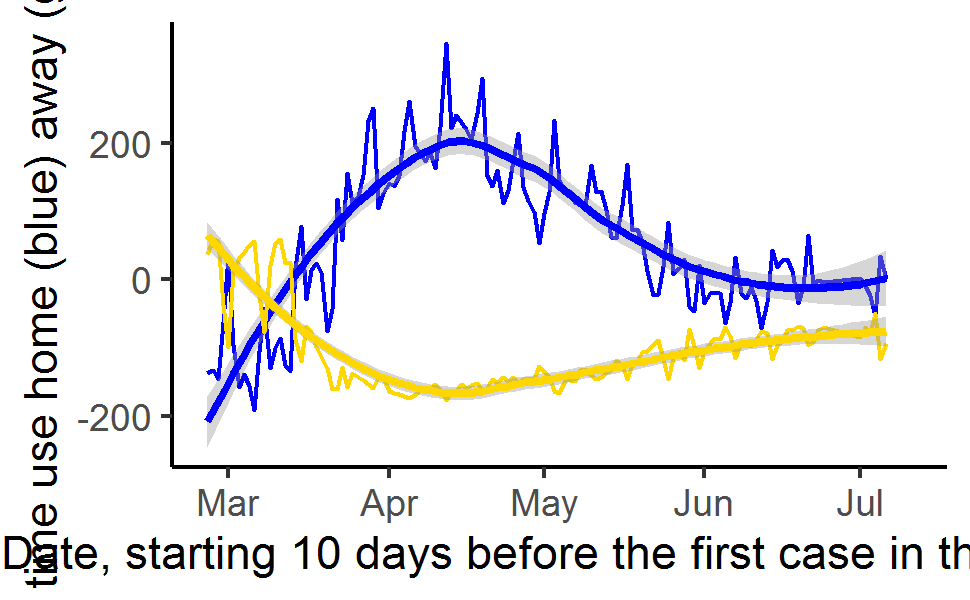 time use home (blue) away (
200
0
-200
Mar Apr May Jun Jul
Date, starting 10 days before the first case in th